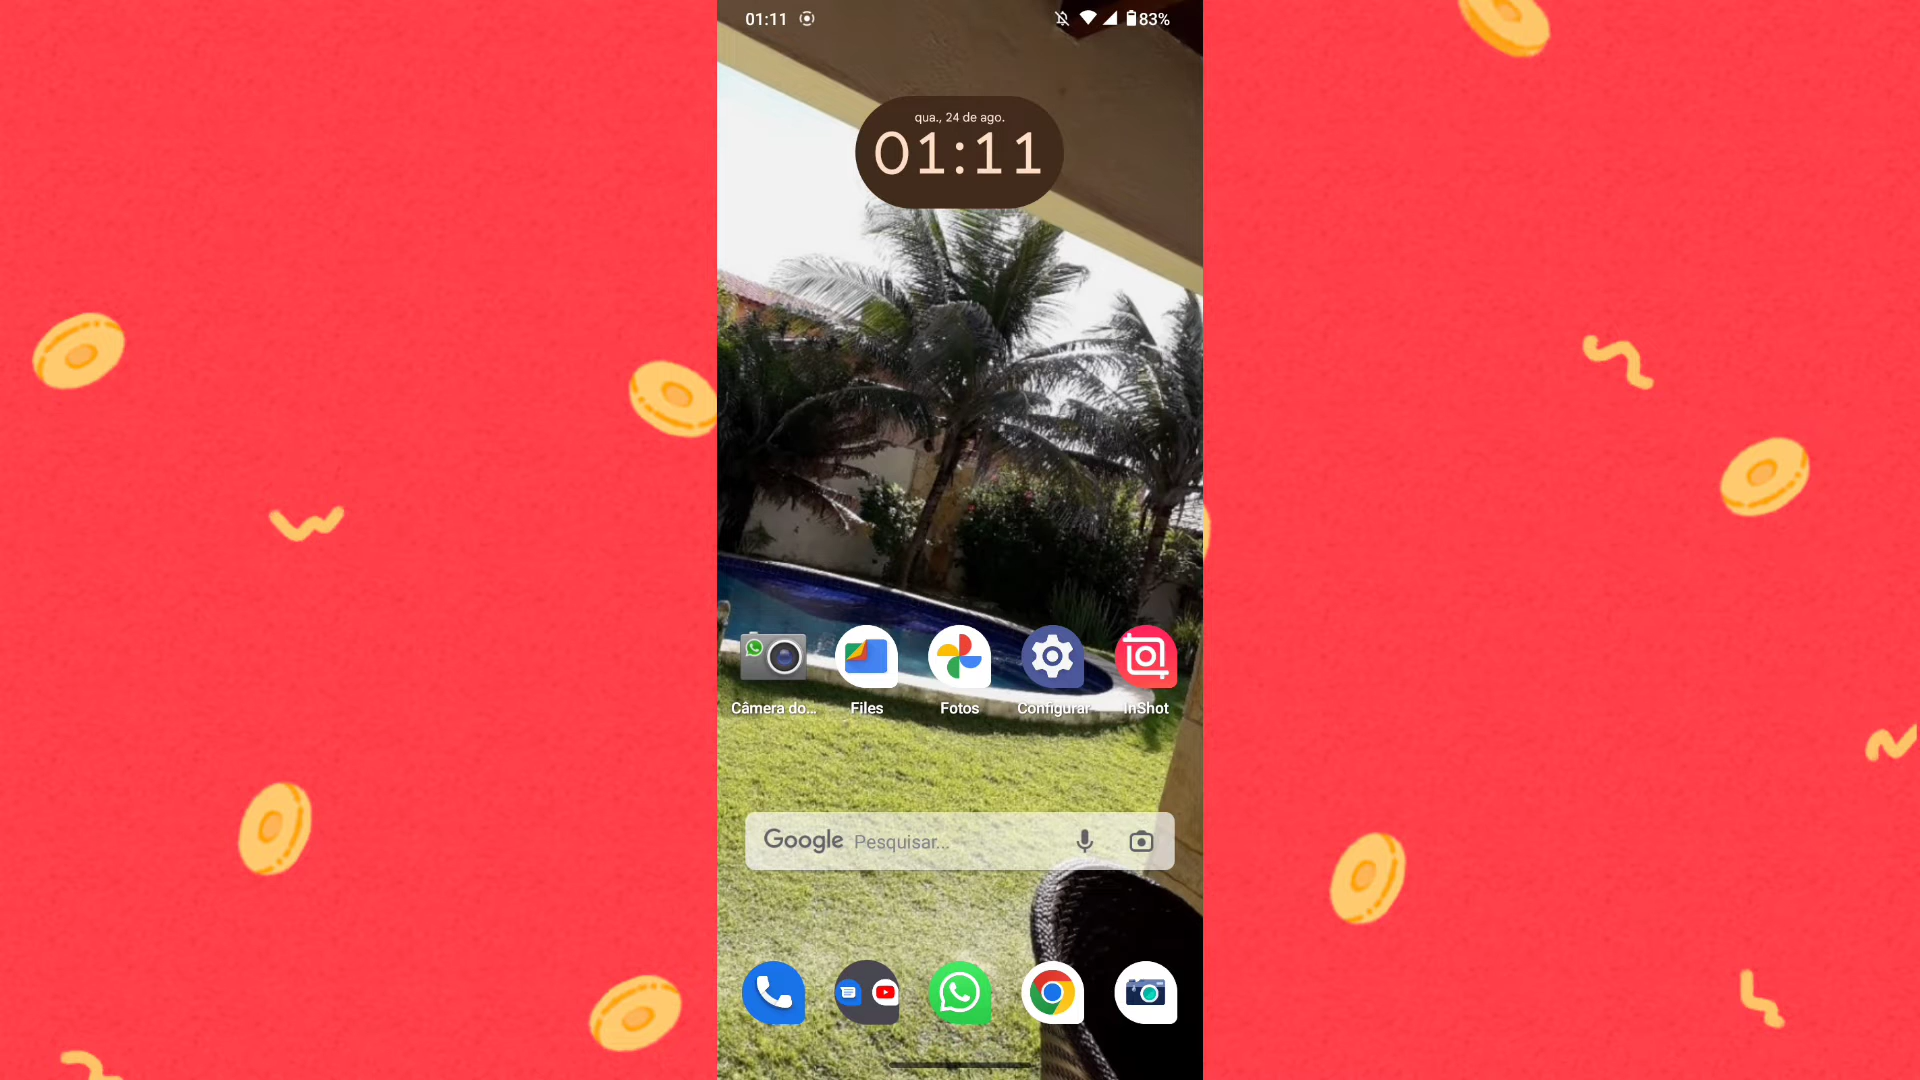 01:11
83%
qua., 24 de ago.
01:11
Câmera do...
Files
Fotos
Configurar
InShot
Google Pesquisar...